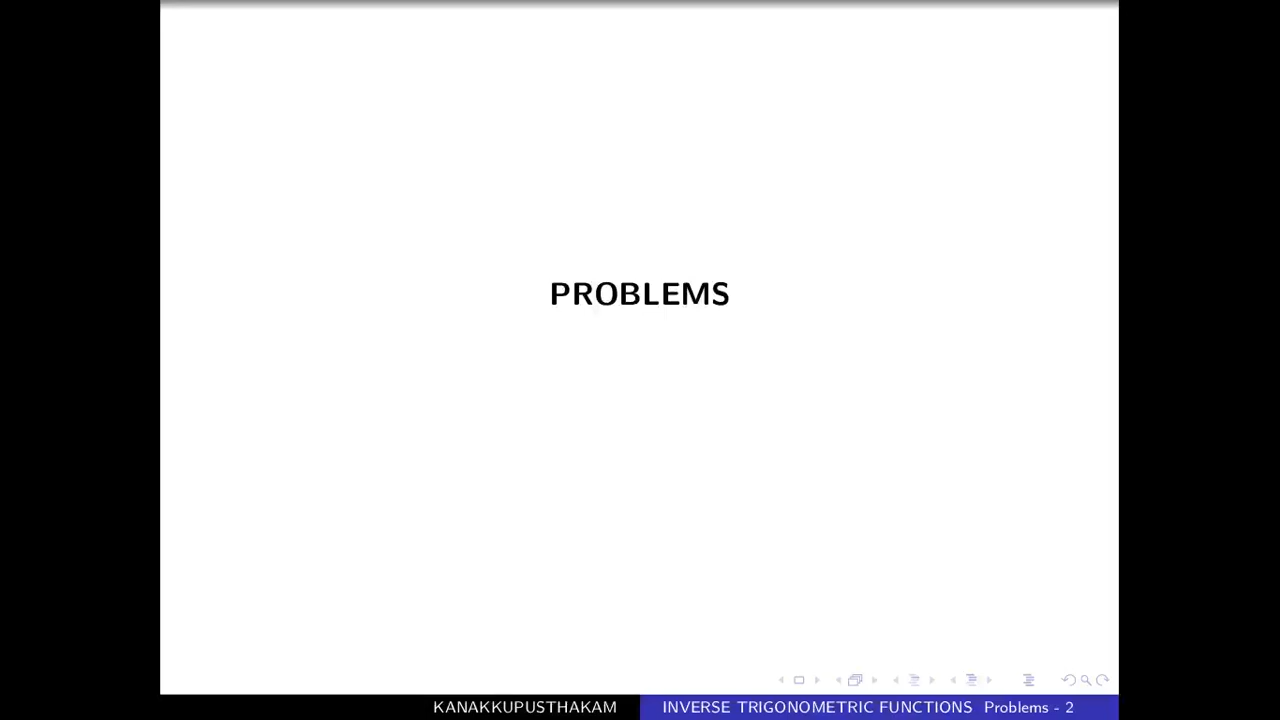 PROBLEMS
KANAKKUPUSTHAKAM
INVERSE TRIGONOMETRIC FUNCTIONS Problems - 2